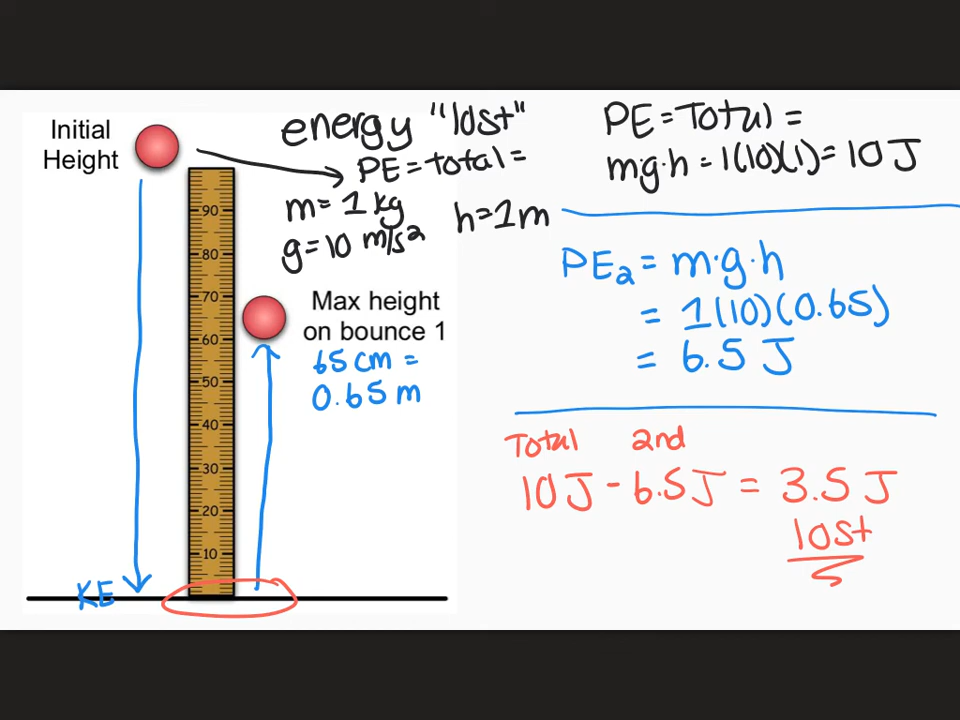 Initial
Height
energy "lost"
PE = total =
m = 1 kg
g = 10 m/s²
h = 1m
PE = Total =
m·g·h = 1(10)(1) = 10 J
90
80
70
60
50
40
30
20
10
Max height
on bounce 1
65 cm =
0.65 m
KE
PE₂ = m·g·h
= 1(10)(0.65)
= 6.5 J
Total 2nd
10J - 6.5J = 3.5 J
lost